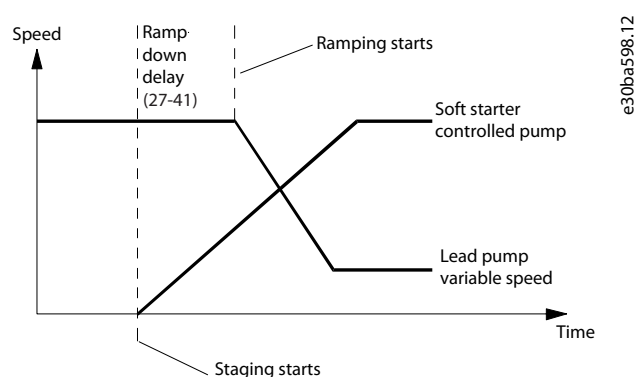 Speed
Ramp
down
delay
(27-41)
Ramping starts
e30ba598.12
Soft starter
controlled pump
Lead pump
variable speed
Time
Staging starts